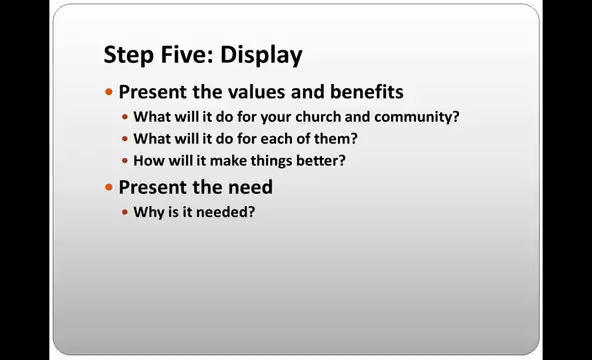 Step Five: Display
• Present the values and benefits
• What will it do for your church and community?
• What will it do for each of them?
• How will it make things better?
• Present the need
• Why is it needed?